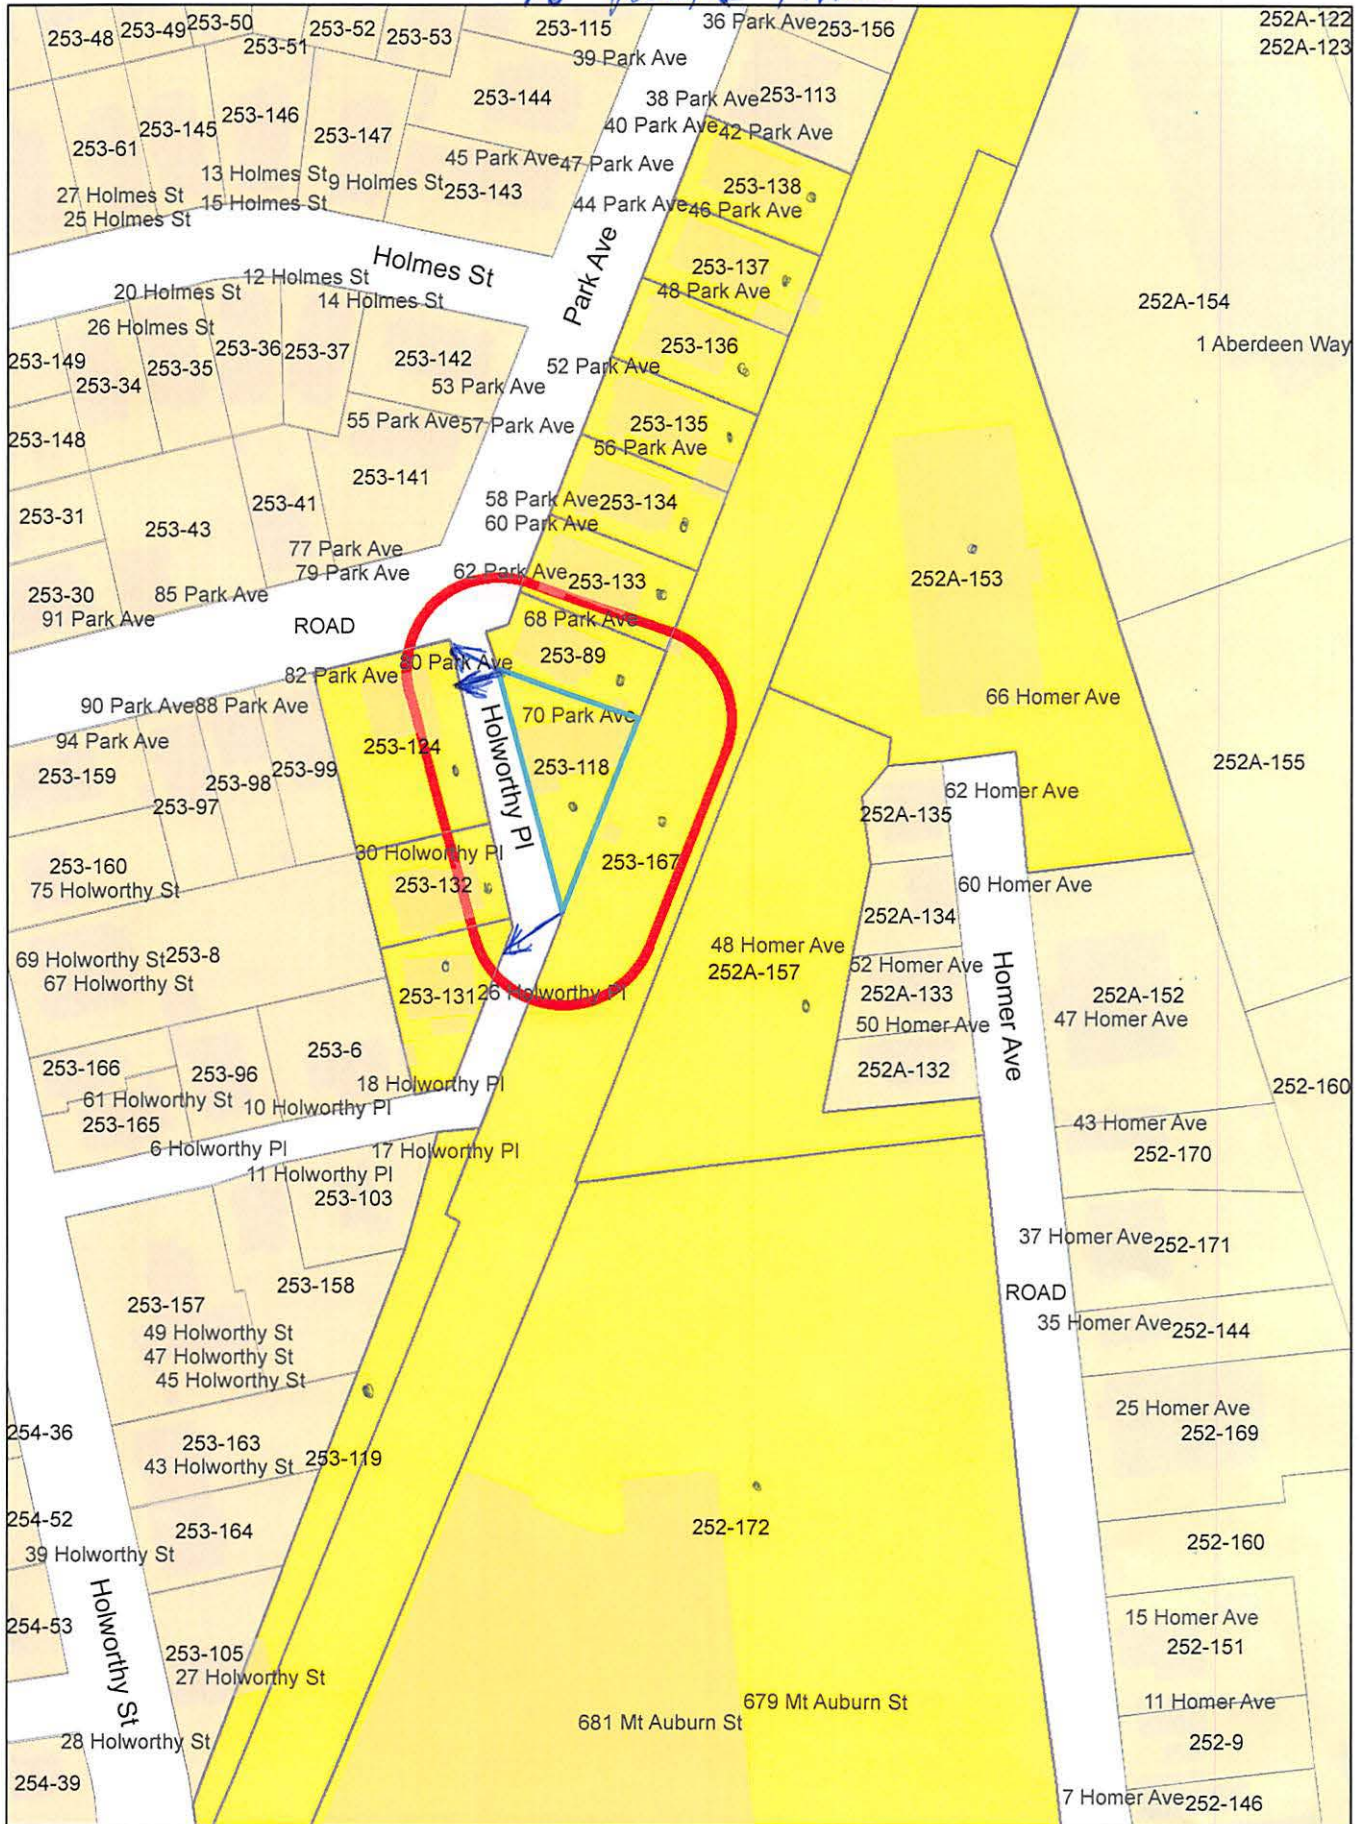 253-48
253-49
253-50
253-51
253-52
253-53
253-115
36 Park Ave
253-156
252A-122
252A-123
39 Park Ave
253-144
38 Park Ave
253-113
253-61
253-145
253-146
253-147
40 Park Ave
42 Park Ave
45 Park Ave
47 Park Ave
13 Holmes St
9 Holmes St
253-143
253-138
27 Holmes St
15 Holmes St
44 Park Ave
46 Park Ave
25 Holmes St
Holmes St
Park Ave
253-137
12 Holmes St
20 Holmes St
14 Holmes St
48 Park Ave
252A-154
26 Holmes St
253-149
253-34
253-35
253-36
253-37
253-142
253-136
1 Aberdeen Way
53 Park Ave
52 Park Ave
253-148
55 Park Ave
57 Park Ave
253-135
56 Park Ave
253-141
253-31
253-43
253-41
58 Park Ave
253-134
60 Park Ave
77 Park Ave
79 Park Ave
62 Park Ave
253-133
252A-153
253-30
85 Park Ave
91 Park Ave
ROAD
68 Park Ave
253-89
80 Park Ave
82 Park Ave
90 Park Ave
88 Park Ave
70 Park Ave
66 Homer Ave
94 Park Ave
253-124
Holworthy Pl
253-159
253-97
253-98
253-99
253-118
252A-155
62 Homer Ave
252A-135
253-160
75 Holworthy St
30 Holworthy Pl
253-132
253-167
60 Homer Ave
252A-134
69 Holworthy St
253-8
67 Holworthy St
48 Homer Ave
252A-157
52 Homer Ave
252A-133
50 Homer Ave
Homer Ave
252A-152
47 Homer Ave
253-131
26 Holworthy Pl
253-166
253-96
253-6
18 Holworthy Pl
252A-132
252-160
61 Holworthy St
10 Holworthy Pl
253-165
43 Homer Ave
6 Holworthy Pl
17 Holworthy Pl
252-170
11 Holworthy Pl
253-103
37 Homer Ave
252-171
253-158
253-157
ROAD
49 Holworthy St
35 Homer Ave
252-144
47 Holworthy St
45 Holworthy St
25 Homer Ave
254-36
252-169
253-163
43 Holworthy St
253-119
254-52
253-164
252-172
252-160
39 Holworthy St
Holworthy St
254-53
15 Homer Ave
252-151
253-105
27 Holworthy St
679 Mt Auburn St
11 Homer Ave
681 Mt Auburn St
28 Holworthy St
252-9
254-39
7 Homer Ave
252-146